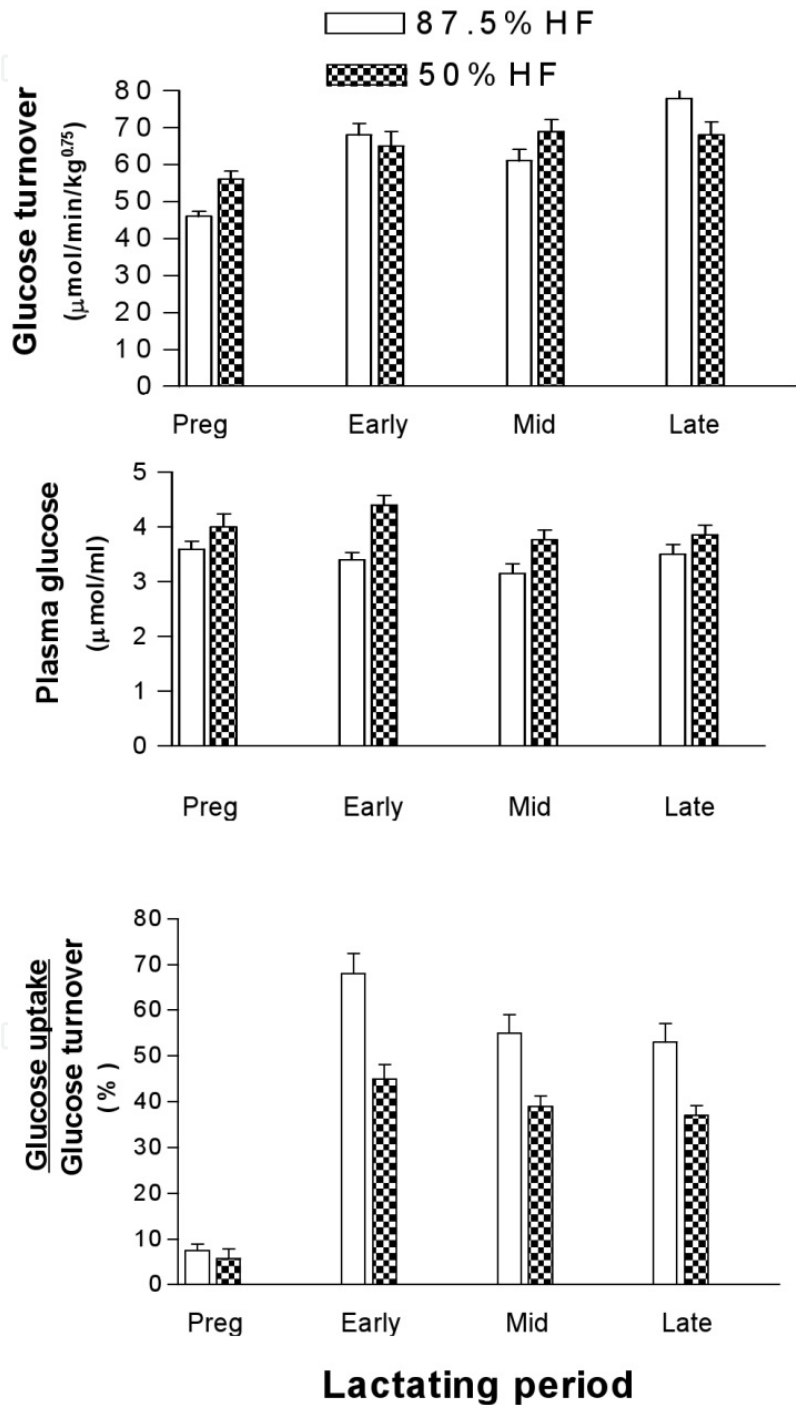 87.5% HF
50% HF
Glucose turnover
(μmol/min/kg0.75)
80
70
60
50
40
30
20
10
0
Preg Early Mid Late
Plasma glucose
(μmol/ml)
5
4
3
2
1
0
Preg Early Mid Late
Glucose uptake
Glucose turnover
(%)
80
70
60
50
40
30
20
10
0
Preg Early Mid Late
Lactating period